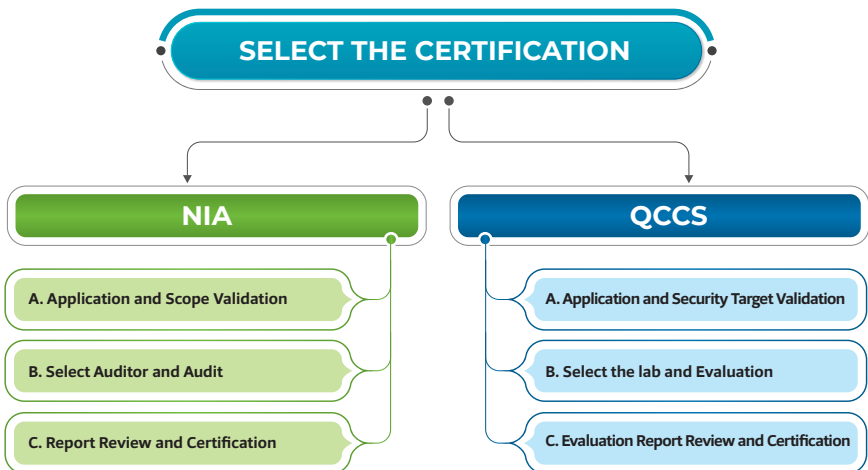 SELECT THE CERTIFICATION
NIA
A. Application and Scope Validation
B. Select Auditor and Audit
C. Report Review and Certification
QCCS
A. Application and Security Target Validation
B. Select the lab and Evaluation
C. Evaluation Report Review and Certification